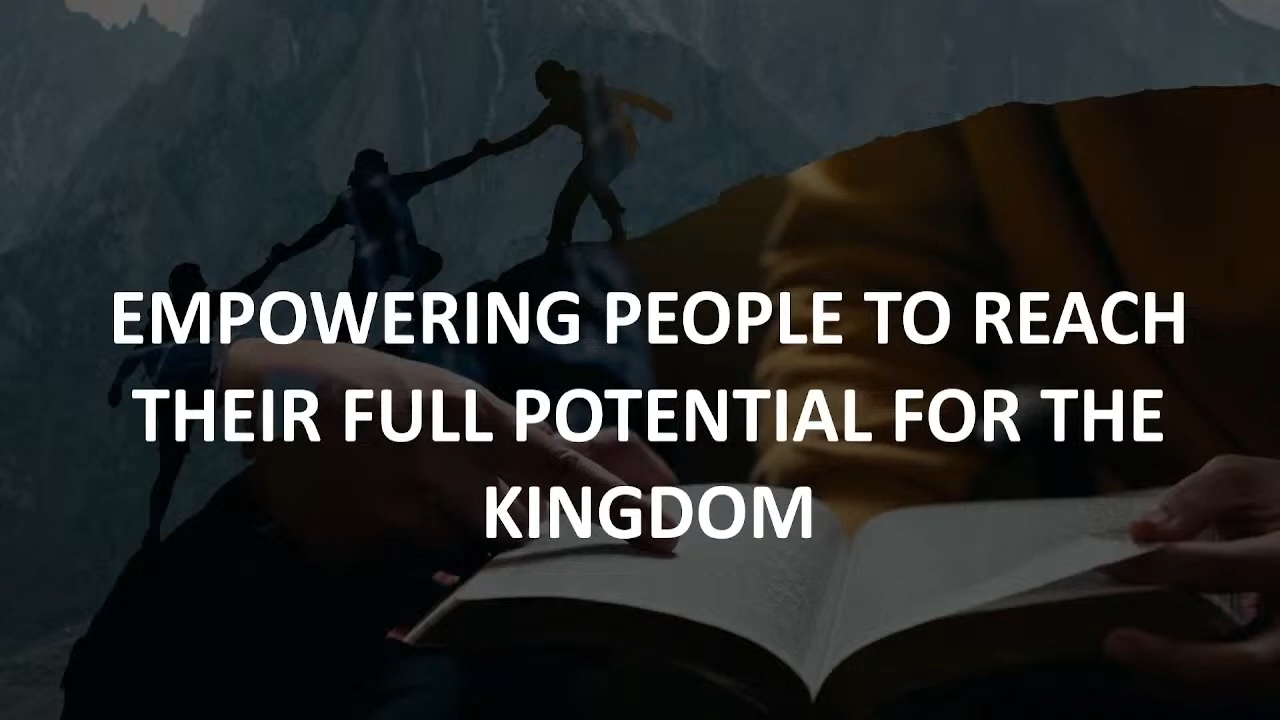 EMPOWERING PEOPLE TO REACH
THEIR FULL POTENTIAL FOR THE
KINGDOM